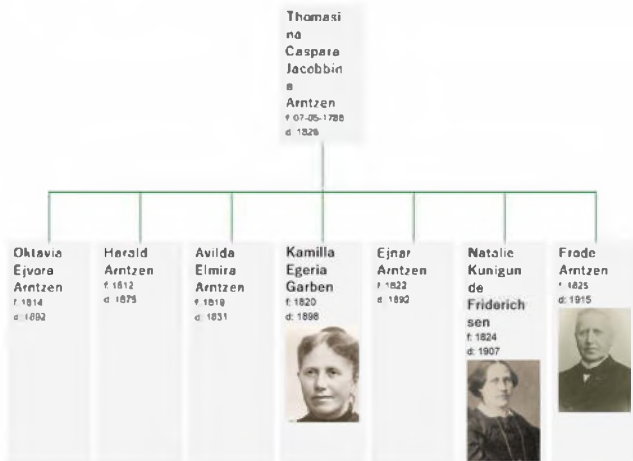 Thomasi
na
Caspara
Jacobbin
e
Arntzen
f: 07-05-1788
d: 1829
Oktavia
Ejvora
Arntzen
f: 1814
d: 1892
Harald
Arntzen
f: 1812
d: 1875
Avilda
Elmira
Arntzen
f: 1819
d: 1831
Kamilla
Egeria
Garben
f: 1820
d: 1898
Ejnar
Arntzen
f: 1822
d: 1892
Natalie
Kunigun
de
Friderich
sen
f: 1824
d: 1907
Frode
Arntzen
f: 1825
d: 1915